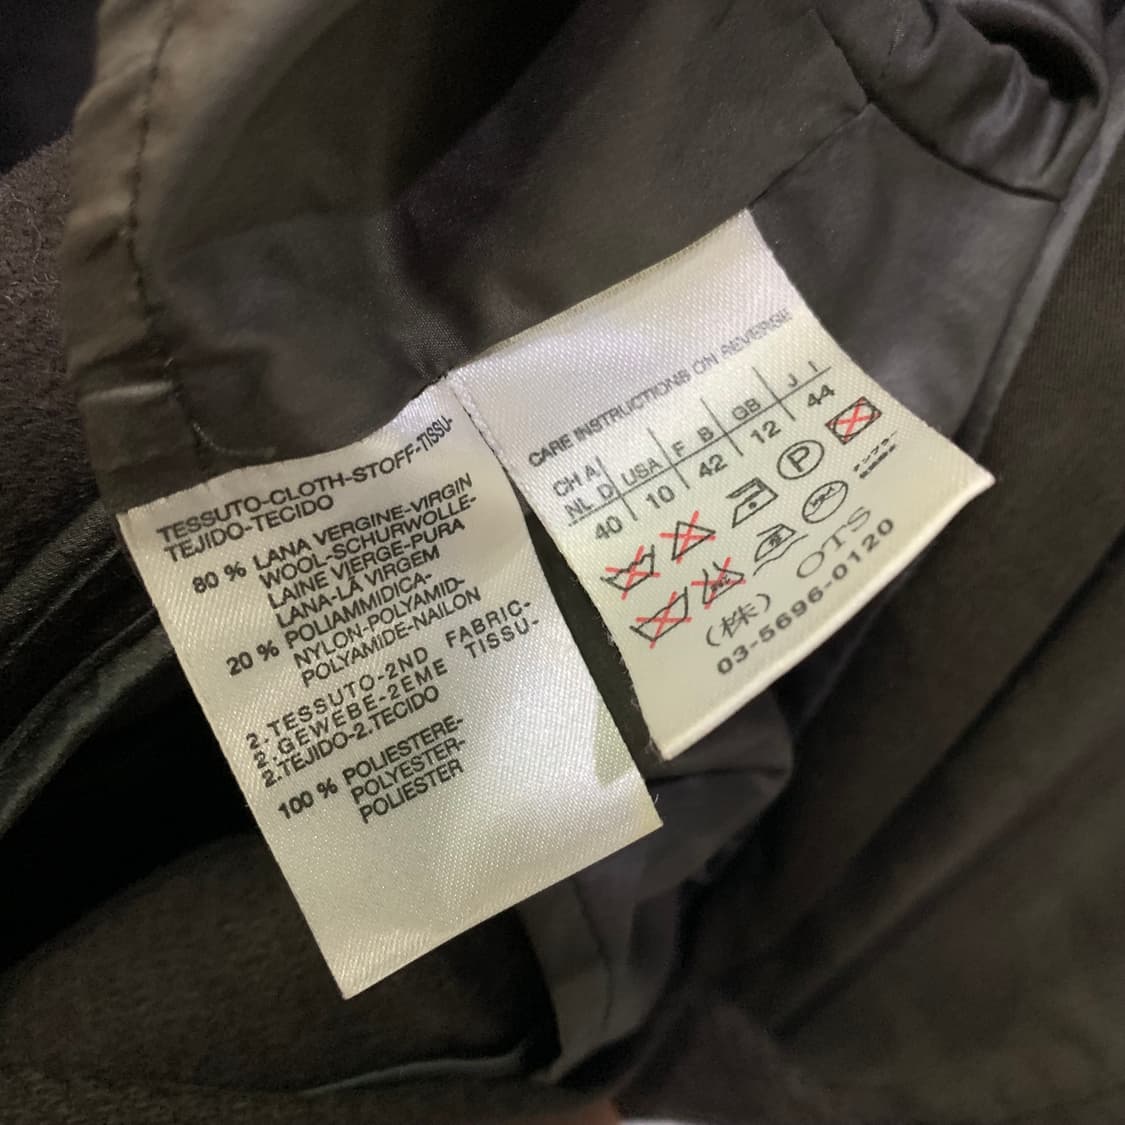 TESSUTO-CLOTH-STOFF-TISSU-
TEJIDO-TECIDO
80 % LANA VERGINE-VIRGIN
WOOL-SCHURWOLLE-
LAINE VIERGE-PURA
LANA-LÃ VIRGEM
20 % POLIAMMIDICA-
NYLON-POLYAMID-
POLYAMIDE-NAILON
2. TESSUTO-2ND FABRIC-
2. GEWEBE-2EME TISSU-
2.TEJIDO-2.TECIDO
100 % POLIESTERE-
POLYESTER-
POLIESTER
CARE INSTRUCTIONS ON REVERSE
CH A
NL D USA F B GB J I
40 10 42 12 44
P
ドライ
(株) OTS
03-5696-0120